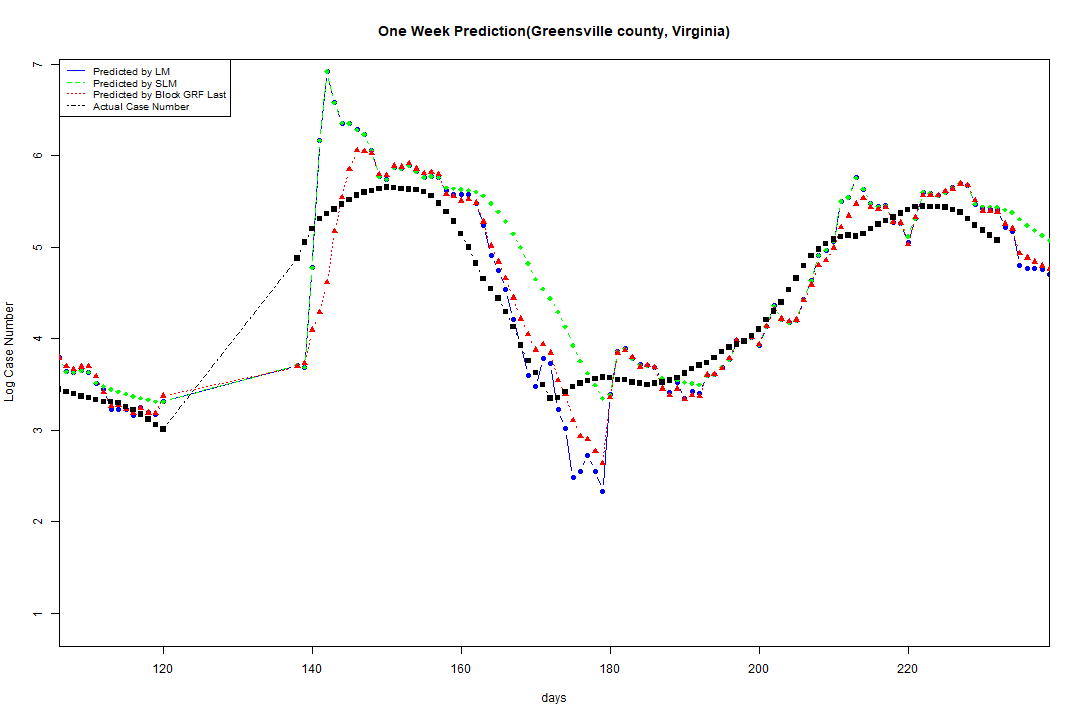 One Week Prediction(Greensville county, Virginia)
Predicted by LM
Predicted by SLM
Predicted by Block GRF Last
Actual Case Number
7
6
5
4
3
2
1
Log Case Number
120 140 160 180 200 220
days